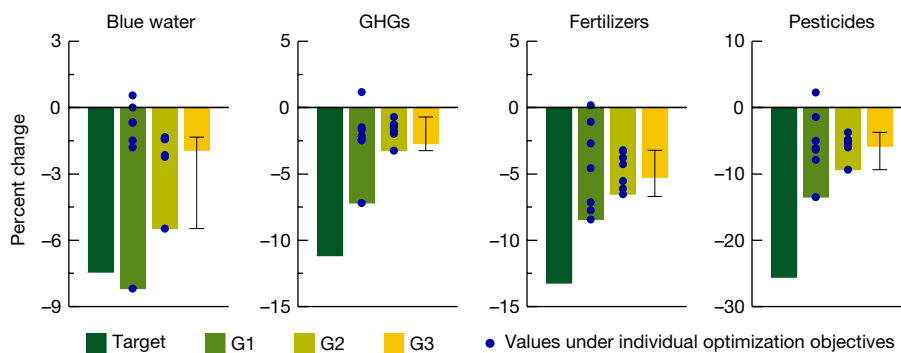 Blue water
GHGs
Fertilizers
Pesticides
Percent change
3
0
−3
−6
−9
5
0
−5
−10
−15
5
0
−5
−10
−15
10
0
−10
−20
−30
Target
G1
G2
G3
Values under individual optimization objectives